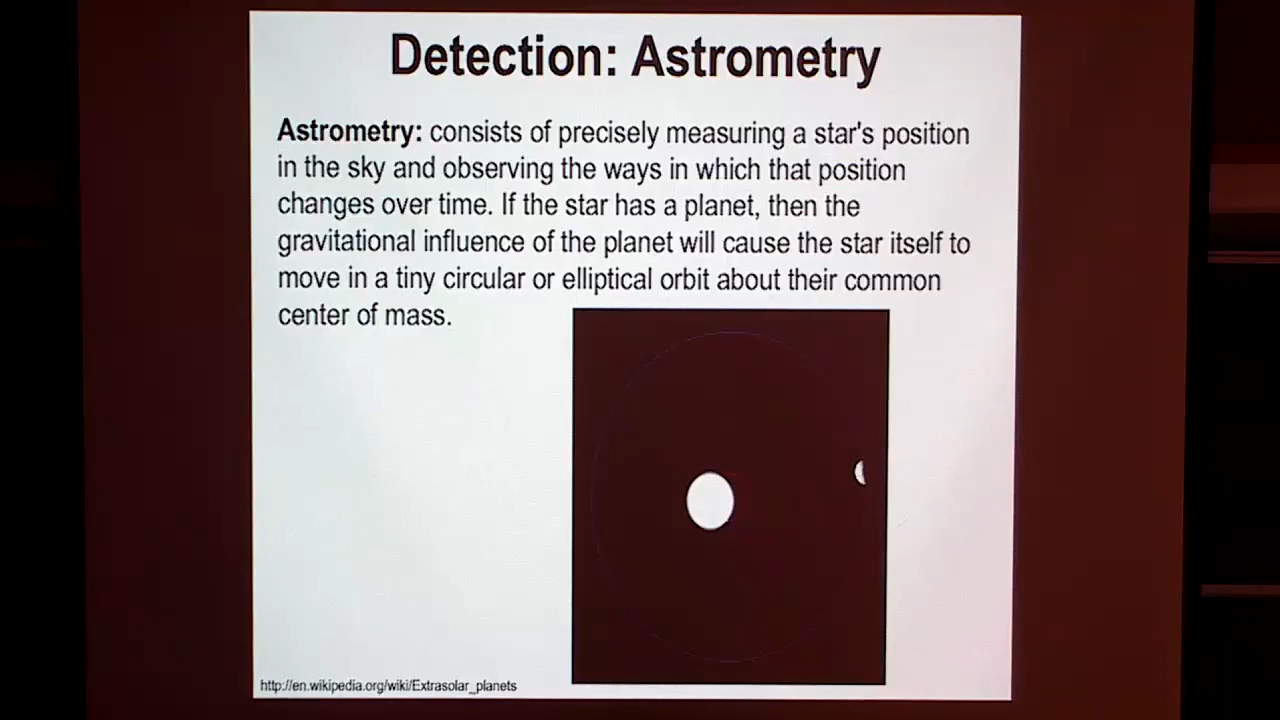 Detection: Astrometry
Astrometry: consists of precisely measuring a star's position
in the sky and observing the ways in which that position
changes over time. If the star has a planet, then the
gravitational influence of the planet will cause the star itself to
move in a tiny circular or elliptical orbit about their common
center of mass.
http://en.wikipedia.org/wiki/Extrasolar_planets